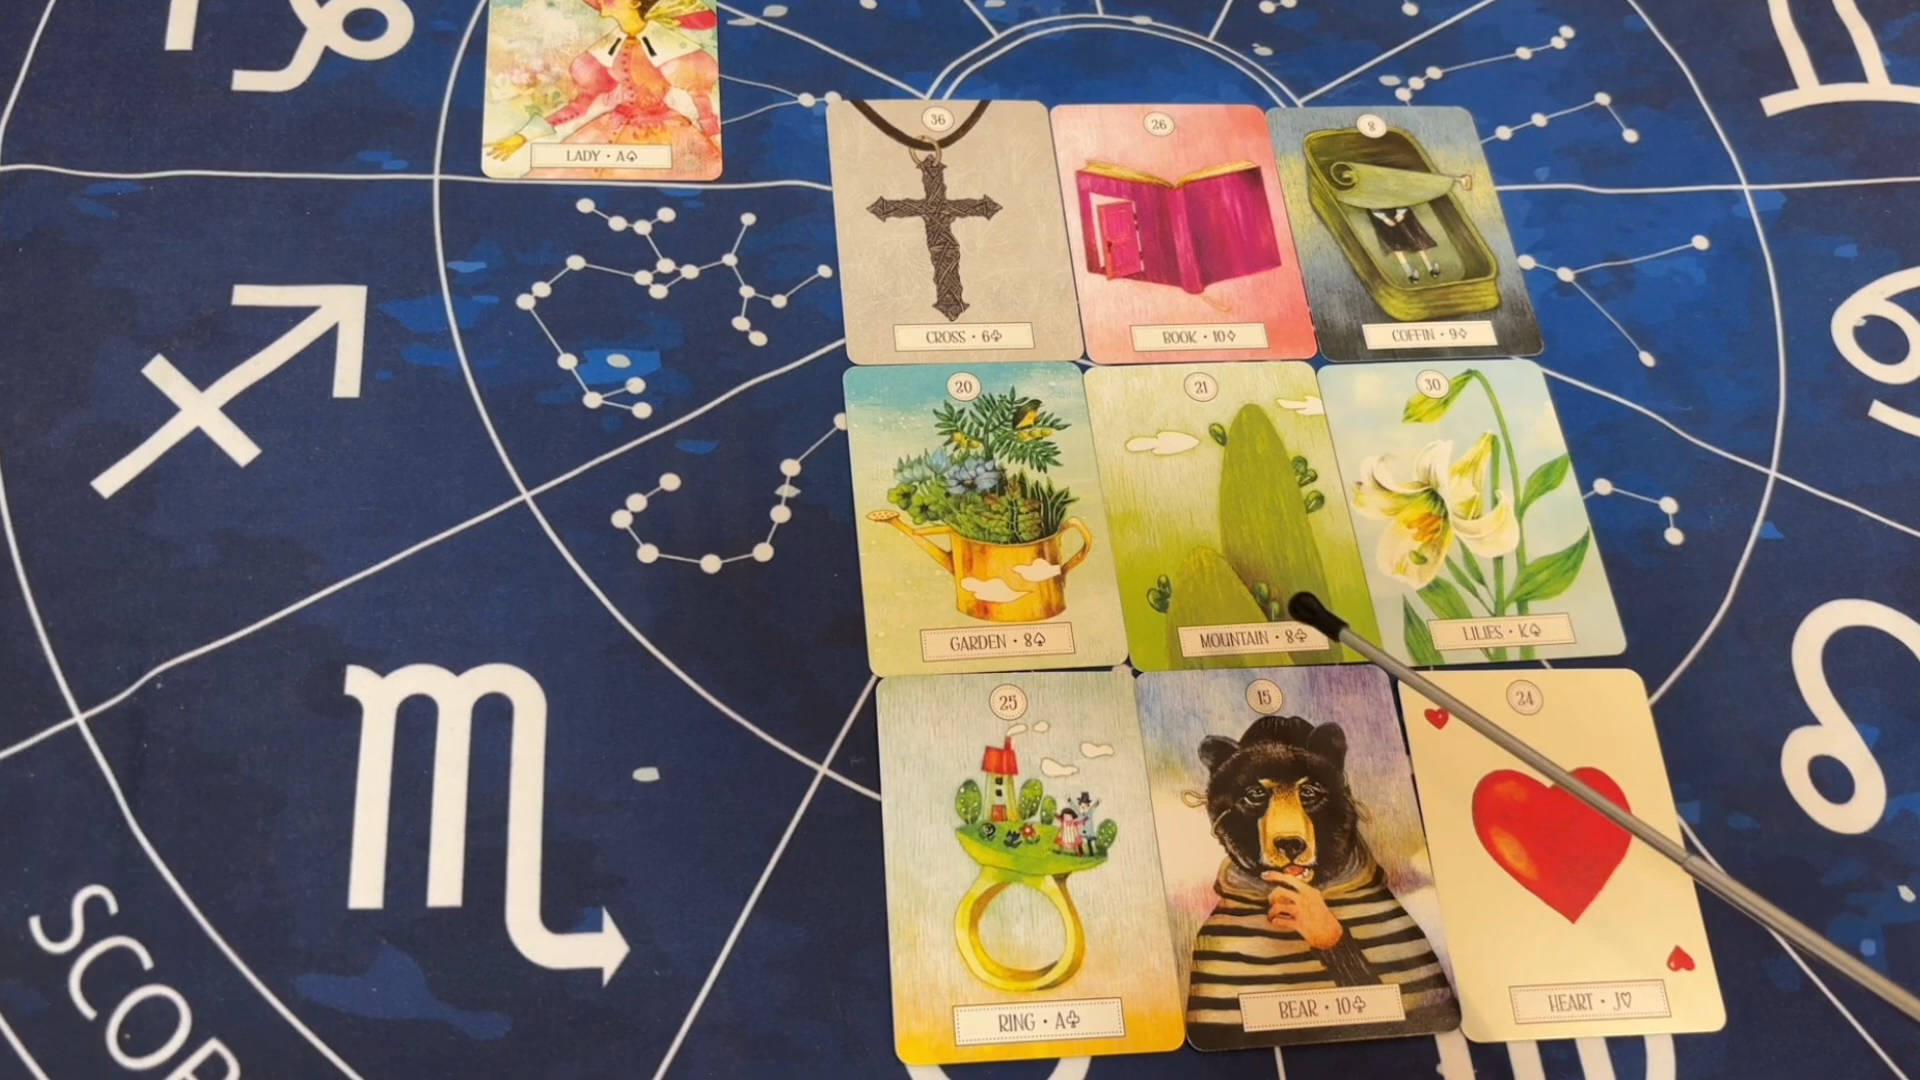 LADY • A♤
36
CROSS • 6♧
26
BOOK • 10♢
8
COFFIN • 9♢
20
GARDEN • 8♤
21
MOUNTAIN • 8♧
30
LILIES • K♤
25
RING • A♧
15
BEAR • 10♧
24
HEART • J♡